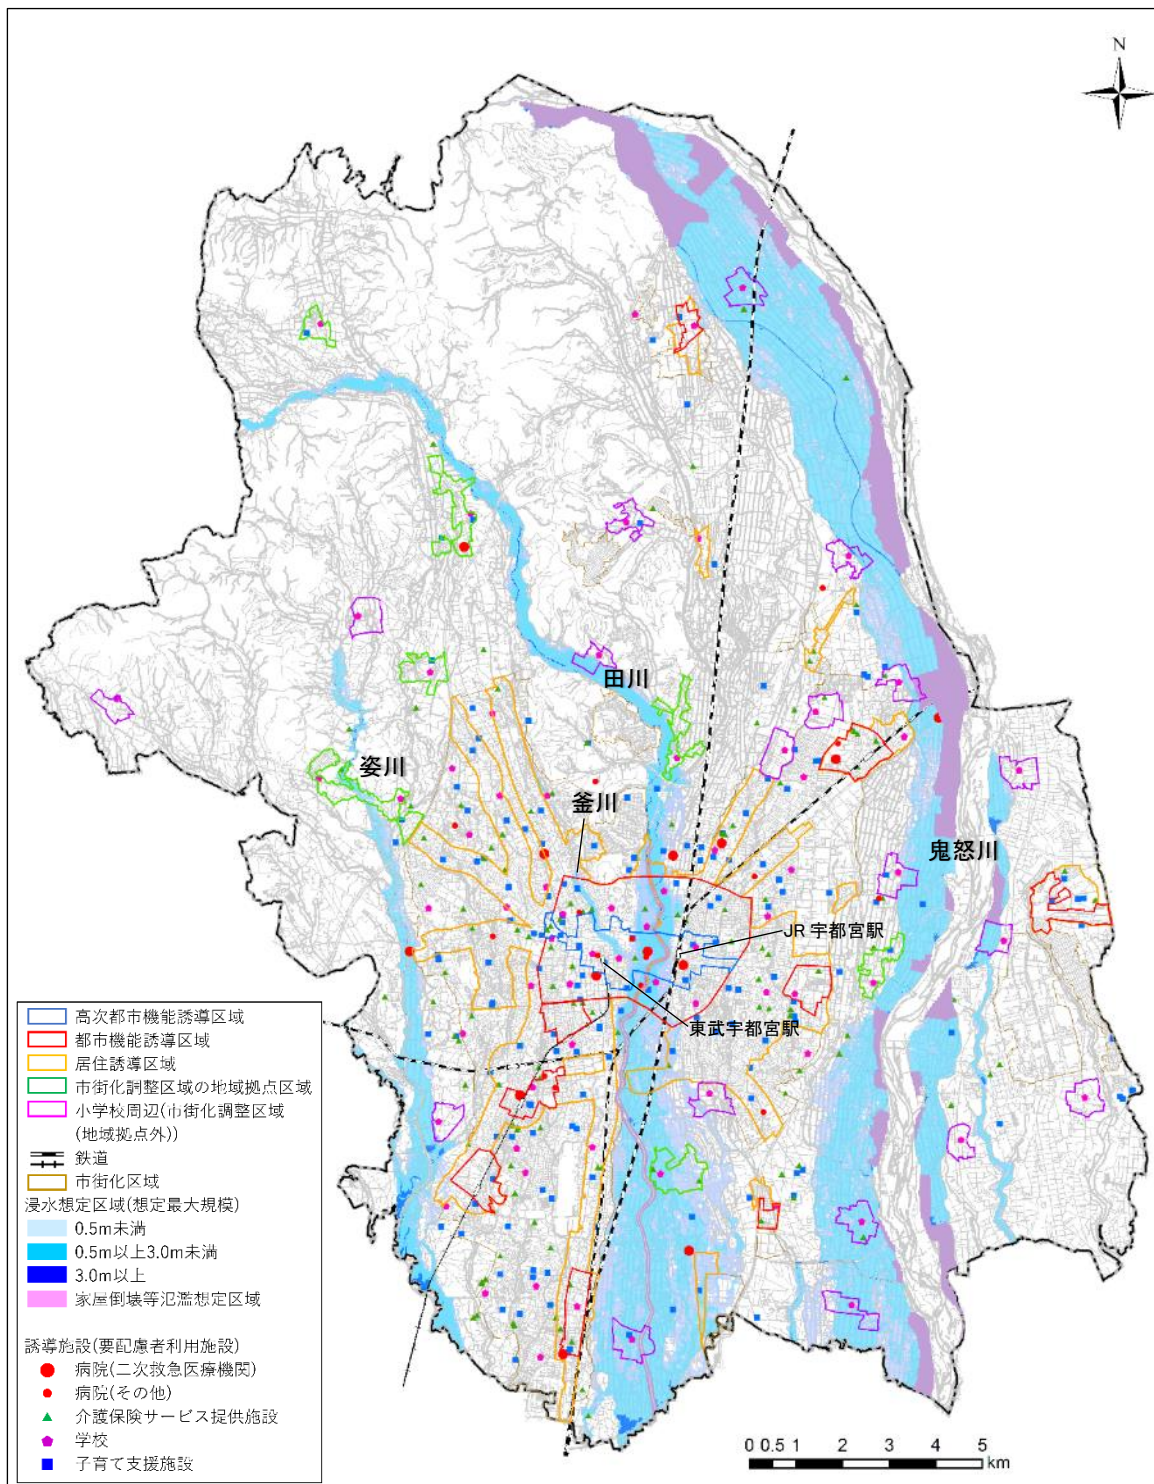 N
田川
姿川
釜川
鬼怒川
JR 宇都宮駅
東武宇都宮駅
高次都市機能誘導区域
都市機能誘導区域
居住誘導区域
市街化調整区域の地域拠点区域
小学校周辺(市街化調整区域
(地域拠点外))
鉄道
市街化区域
浸水想定区域(想定最大規模)
0.5m未満
0.5m以上3.0m未満
3.0m以上
家屋倒壊等氾濫想定区域
誘導施設(要配慮者利用施設)
病院(二次救急医療機関)
病院(その他)
介護保険サービス提供施設
学校
子育て支援施設
0 0.5 1 2 3 4 5
km